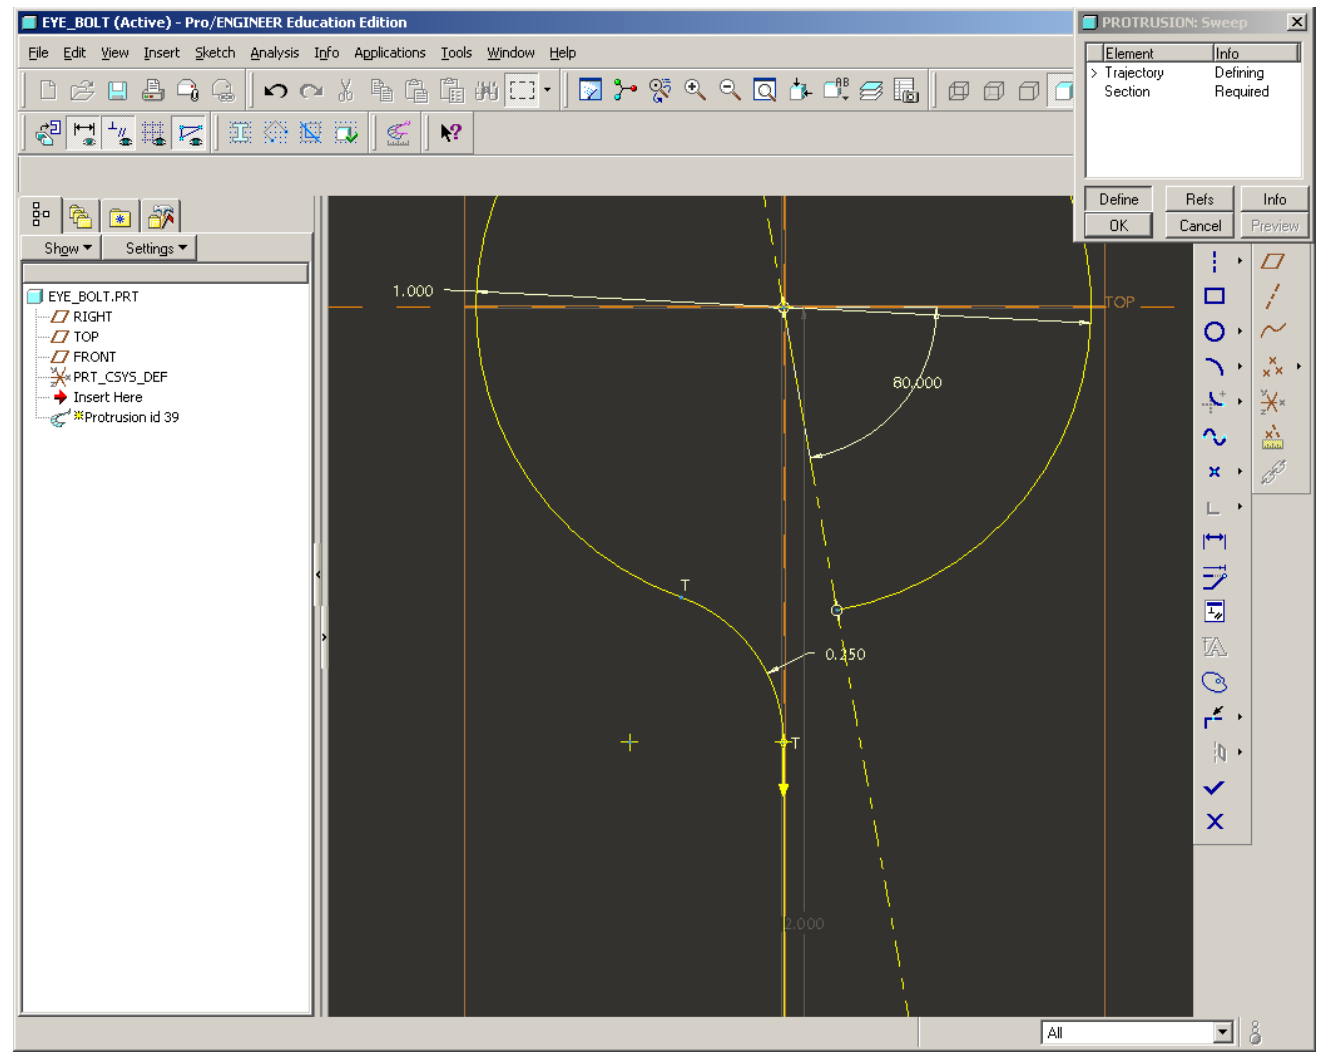 EYE_BOLT (Active) - Pro/ENGINEER Education Edition
PROTRUSION: Sweep
File Edit View Insert Sketch Analysis Info Applications Tools Window Help
Element Info
> Trajectory Defining
Section Required
Define Refs Info
OK Cancel Preview
Show Settings
EYE_BOLT.PRT
RIGHT
TOP
FRONT
PRT_CSYS_DEF
Insert Here
Protrusion id 39
1.000
TOP
80.000
T
0.250
T
2.000
All